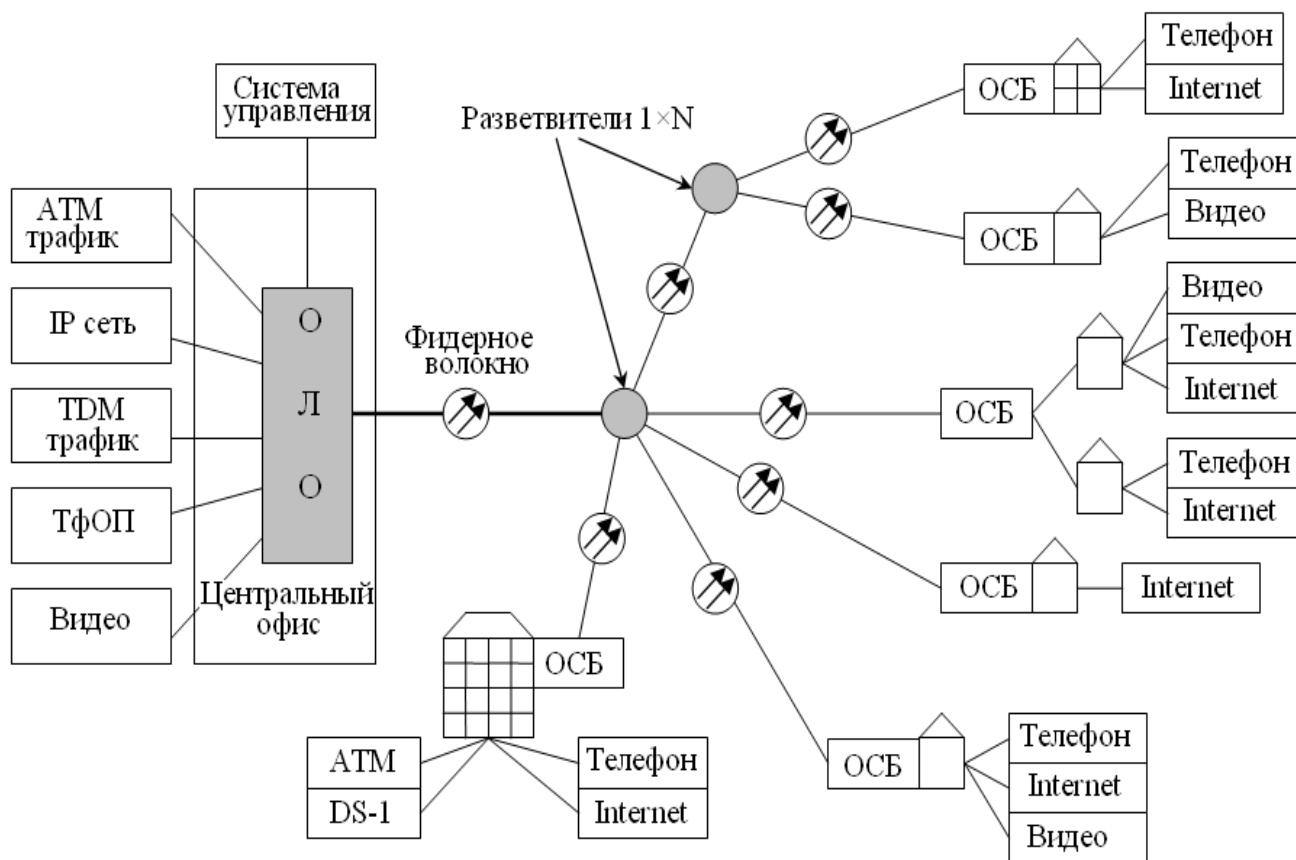 Система
управления
АТМ
трафик
IP сеть
TDM
трафик
ТфОП
Видео
О
Л
О
Центральный
офис
Фидерное
волокно
Разветвители 1×N
ОСБ
Телефон
Internet
ОСБ
Телефон
Видео
ОСБ
Видео
Телефон
Internet
Телефон
Internet
ОСБ
Internet
ОСБ
Телефон
Internet
Видео
ОСБ
АТМ
DS-1
Телефон
Internet